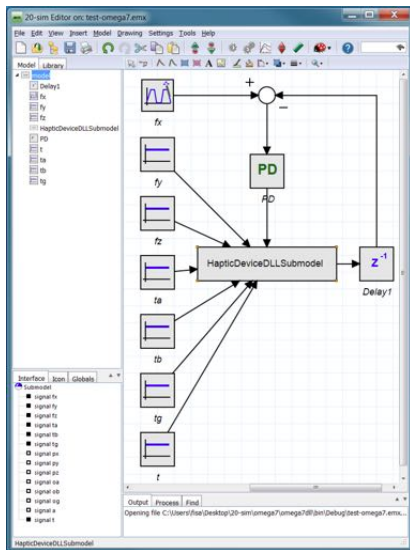 20-sim Editor on: test-omega7.emx
File Edit View Insert Model Drawing Settings Tools Help
Model Library
model
Delay1
fx
fy
fz
HapticDeviceDLLSubmodel
PD
t
ta
tb
tg
fx
+
−
fy
PD
PD
fz
HapticDeviceDLLSubmodel
z⁻¹
Delay1
ta
tb
tg
t
Interface Icon Globals
Submodel
signal fx
signal fy
signal fz
signal ta
signal tb
signal tg
signal px
signal py
signal pz
signal oa
signal ob
signal og
signal a
signal t
Output Process Find
Opening file C:\Users\fisa\Desktop\20-sim\omega7\omega7dll\bin\Debug\test-omega7.emx...
HapticDeviceDLLSubmodel